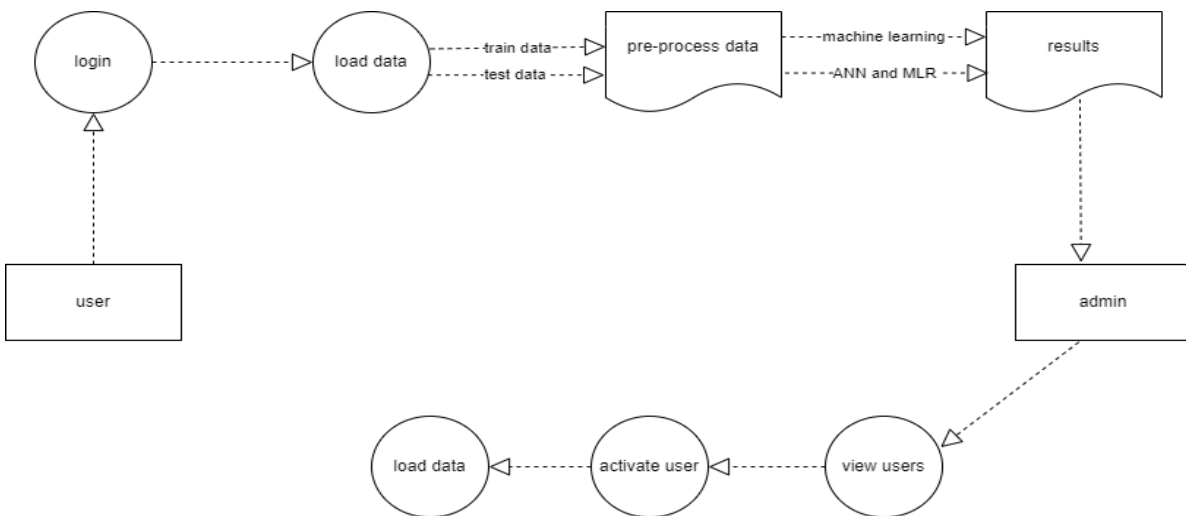 login
load data
train data
test data
pre-process data
machine learning
ANN and MLR
results
user
admin
load data
activate user
view users